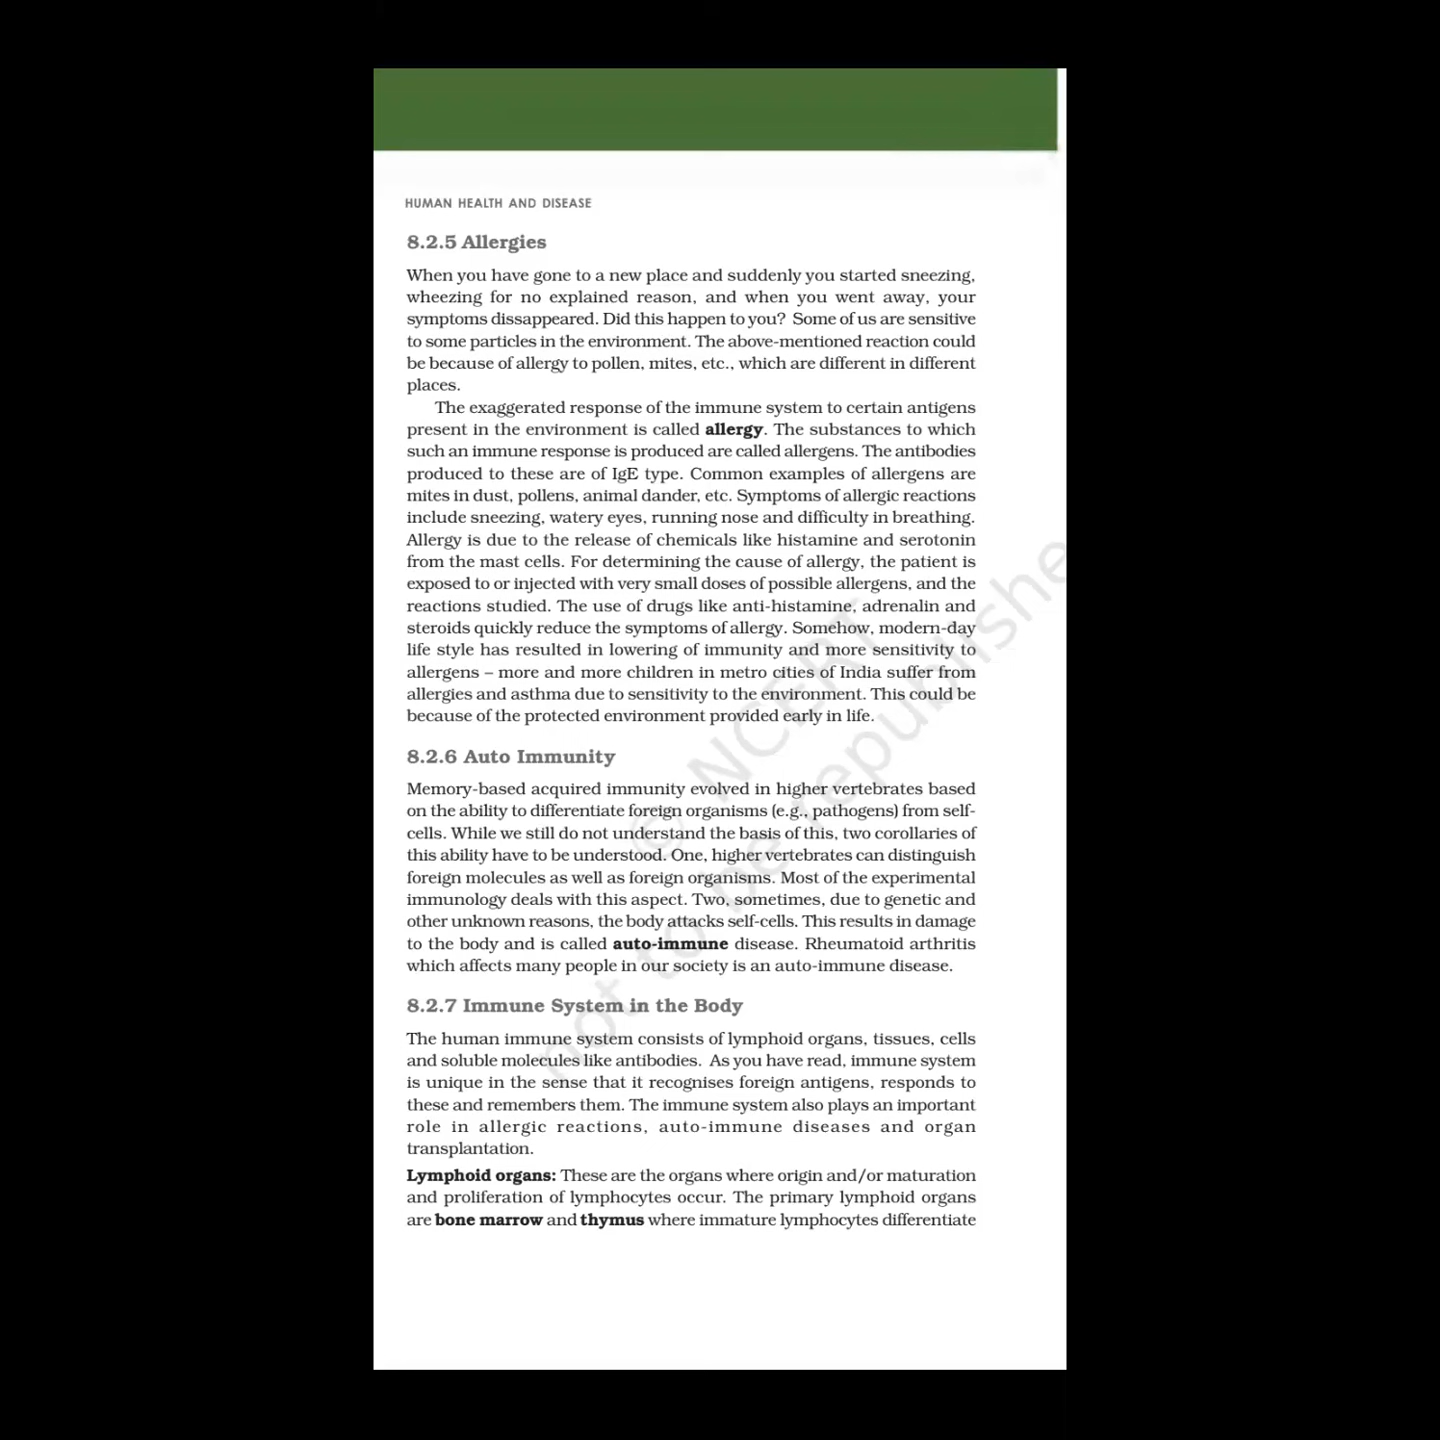 HUMAN HEALTH AND DISEASE
8.2.5 Allergies
When you have gone to a new place and suddenly you started sneezing,
wheezing for no explained reason, and when you went away, your
symptoms dissappeared. Did this happen to you? Some of us are sensitive
to some particles in the environment. The above-mentioned reaction could
be because of allergy to pollen, mites, etc., which are different in different
places.
The exaggerated response of the immune system to certain antigens
present in the environment is called allergy. The substances to which
such an immune response is produced are called allergens. The antibodies
produced to these are of IgE type. Common examples of allergens are
mites in dust, pollens, animal dander, etc. Symptoms of allergic reactions
include sneezing, watery eyes, running nose and difficulty in breathing.
Allergy is due to the release of chemicals like histamine and serotonin
from the mast cells. For determining the cause of allergy, the patient is
exposed to or injected with very small doses of possible allergens, and the
reactions studied. The use of drugs like anti-histamine, adrenalin and
steroids quickly reduce the symptoms of allergy. Somehow, modern-day
life style has resulted in lowering of immunity and more sensitivity to
allergens – more and more children in metro cities of India suffer from
allergies and asthma due to sensitivity to the environment. This could be
because of the protected environment provided early in life.
8.2.6 Auto Immunity
Memory-based acquired immunity evolved in higher vertebrates based
on the ability to differentiate foreign organisms (e.g., pathogens) from self-
cells. While we still do not understand the basis of this, two corollaries of
this ability have to be understood. One, higher vertebrates can distinguish
foreign molecules as well as foreign organisms. Most of the experimental
immunology deals with this aspect. Two, sometimes, due to genetic and
other unknown reasons, the body attacks self-cells. This results in damage
to the body and is called auto-immune disease. Rheumatoid arthritis
which affects many people in our society is an auto-immune disease.
8.2.7 Immune System in the Body
The human immune system consists of lymphoid organs, tissues, cells
and soluble molecules like antibodies. As you have read, immune system
is unique in the sense that it recognises foreign antigens, responds to
these and remembers them. The immune system also plays an important
role in allergic reactions, auto-immune diseases and organ
transplantation.
Lymphoid organs: These are the organs where origin and/or maturation
and proliferation of lymphocytes occur. The primary lymphoid organs
are bone marrow and thymus where immature lymphocytes differentiate
© NCERT
not to be republishe